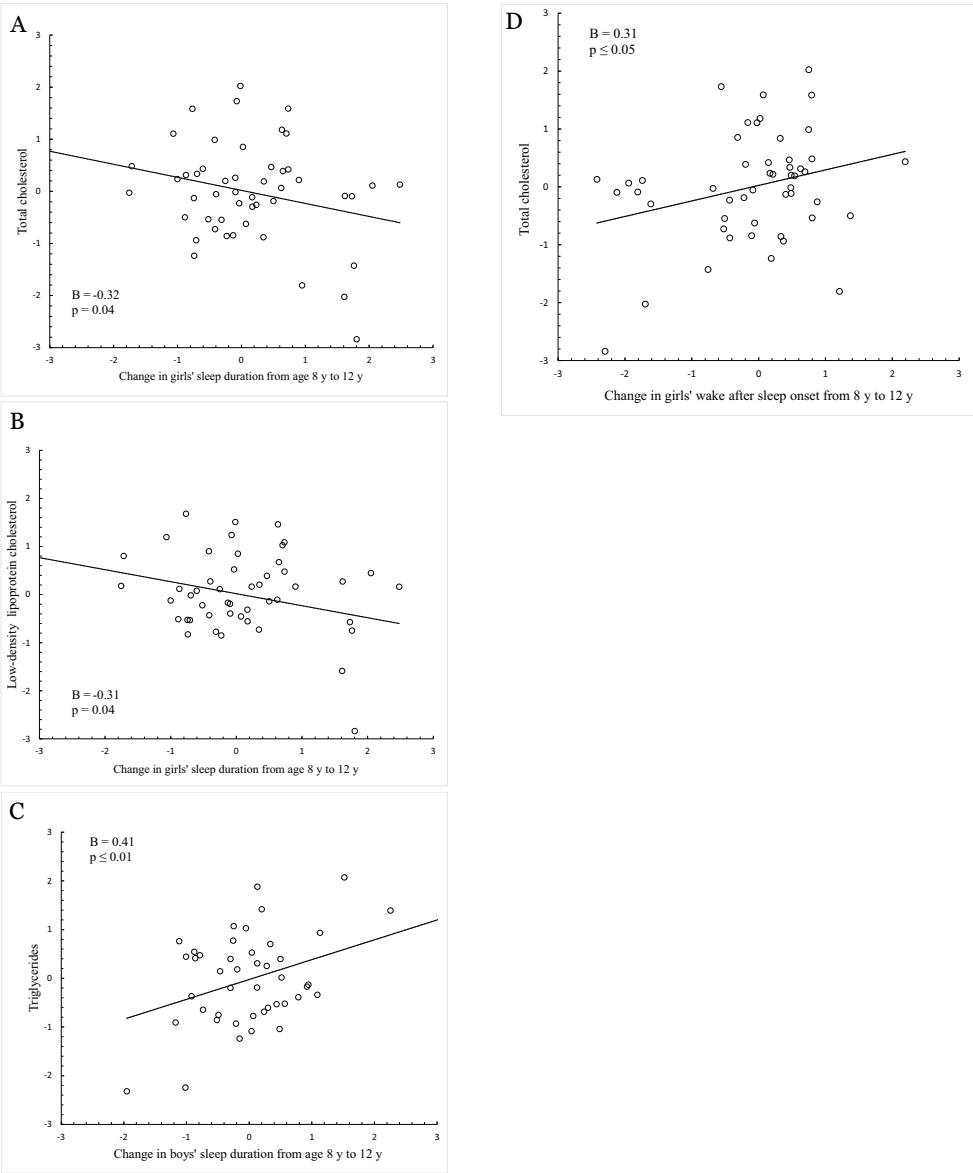 A
Total cholesterol
3
2
1
0
-1
-2
-3
B = -0.32
p = 0.04
-3 -2 -1 0 1 2 3
Change in girls' sleep duration from age 8 y to 12 y
B
Low-density lipoprotein cholesterol
3
2
1
0
-1
-2
-3
B = -0.31
p = 0.04
-3 -2 -1 0 1 2 3
Change in girls' sleep duration from age 8 y to 12 y
C
Triglycerides
3
2
1
0
-1
-2
-3
B = 0.41
p ≤ 0.01
-3 -2 -1 0 1 2 3
Change in boys' sleep duration from age 8 y to 12 y
D
Total cholesterol
3
2
1
0
-1
-2
-3
B = 0.31
p ≤ 0.05
-3 -2 -1 0 1 2 3
Change in girls' wake after sleep onset from 8 y to 12 y